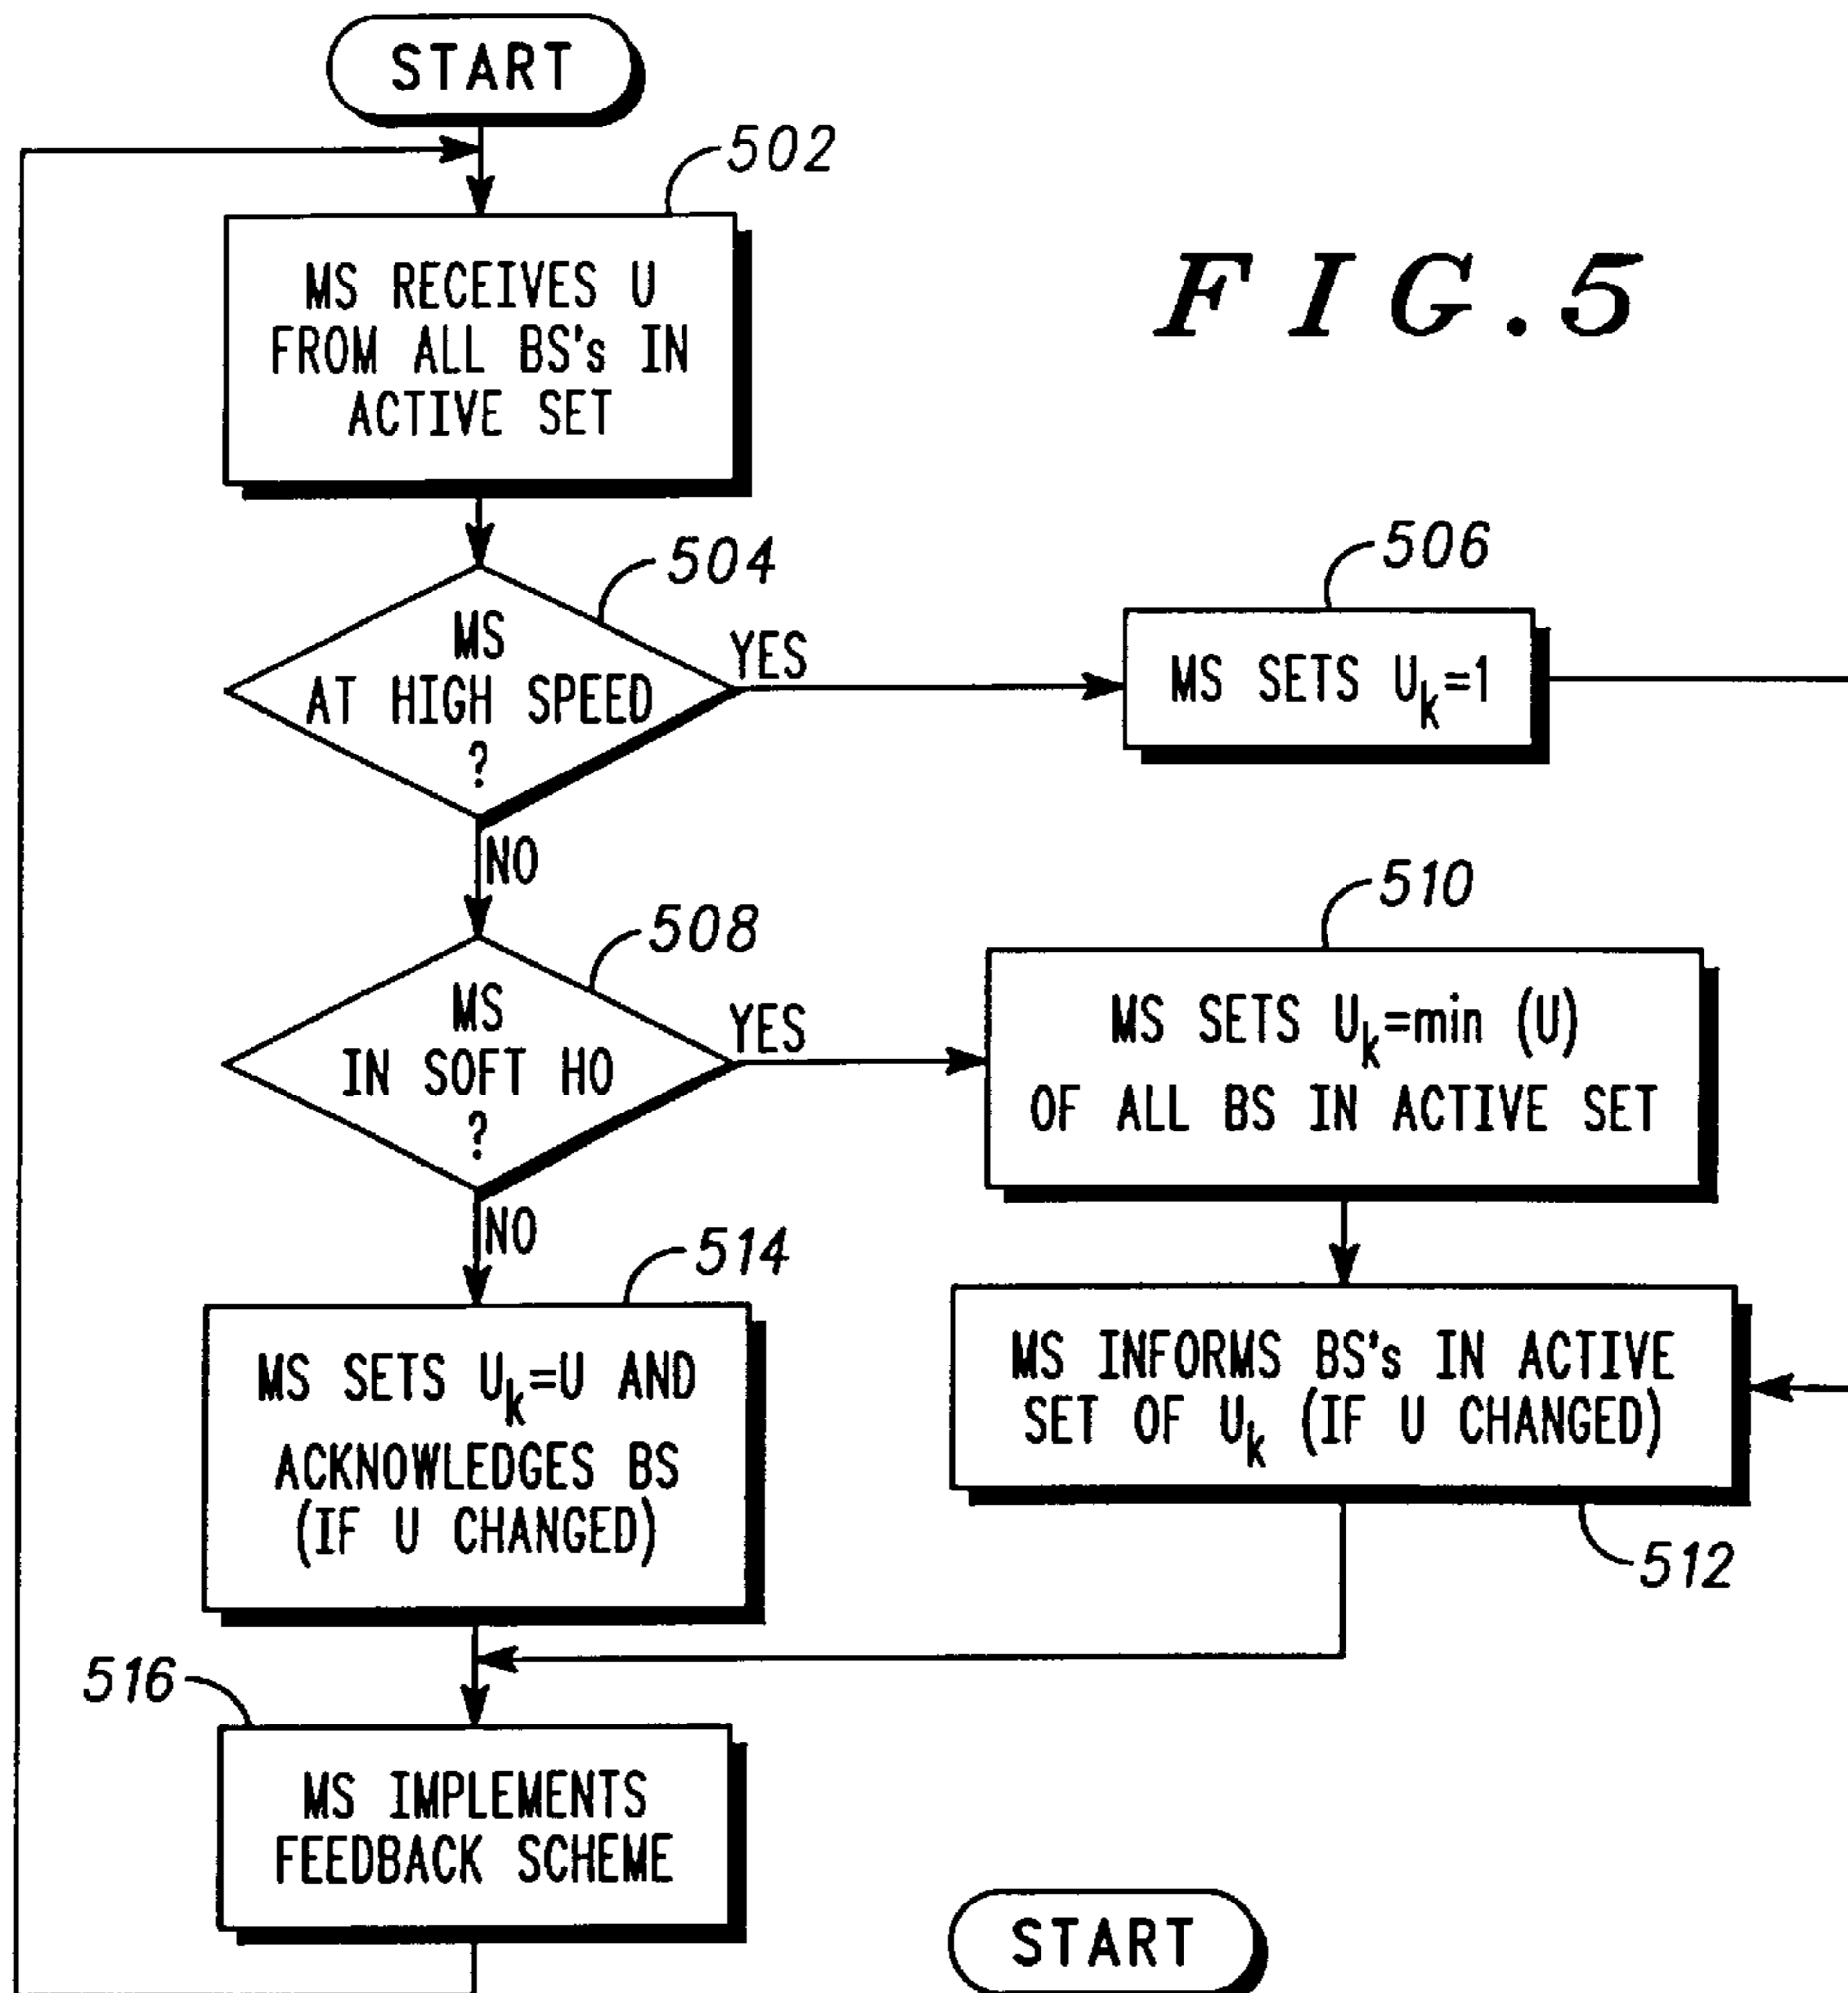 START
502
FIG.5
MS RECEIVES U
FROM ALL BS's IN
ACTIVE SET
504
MS
AT HIGH SPEED
?
YES
506
MS SETS Uk=1
NO
508
MS
IN SOFT HO
?
YES
510
MS SETS Uk=min (U)
OF ALL BS IN ACTIVE SET
NO
514
MS SETS Uk=U AND
ACKNOWLEDGES BS
(IF U CHANGED)
MS INFORMS BS's IN ACTIVE
SET OF Uk (IF U CHANGED)
512
516
MS IMPLEMENTS
FEEDBACK SCHEME
START